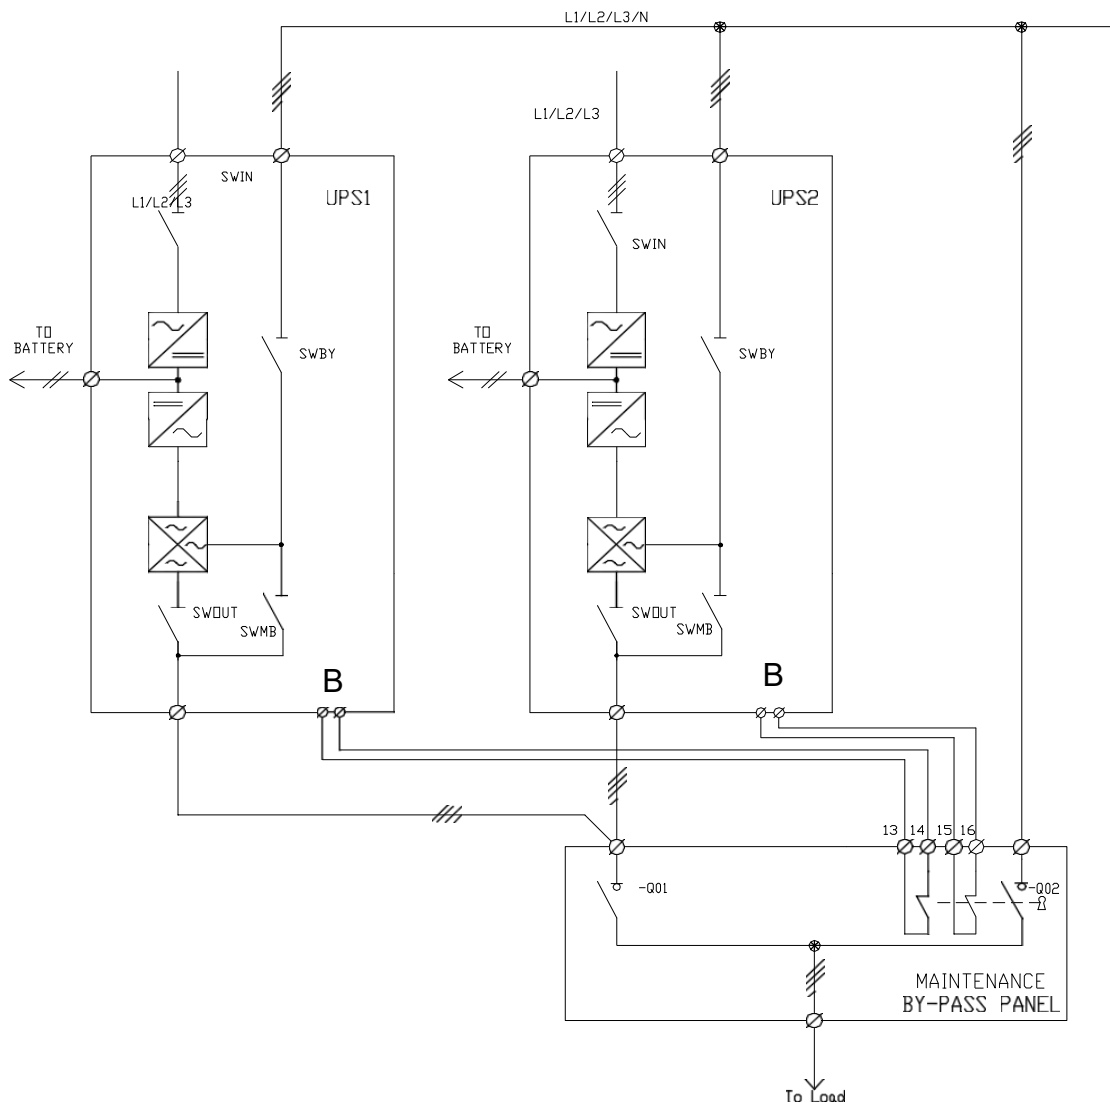 L1/L2/L3/N
L1/L2/L3
SWIN
L1/L2/L3
UPS1
UPS2
SWIN
TO
BATTERY
SWBY
TO
BATTERY
SWBY
SWOUT
SWMB
SWOUT
SWMB
B
B
13 14 15 16
-Q01
-Q02
MAINTENANCE
BY-PASS PANEL
To Load